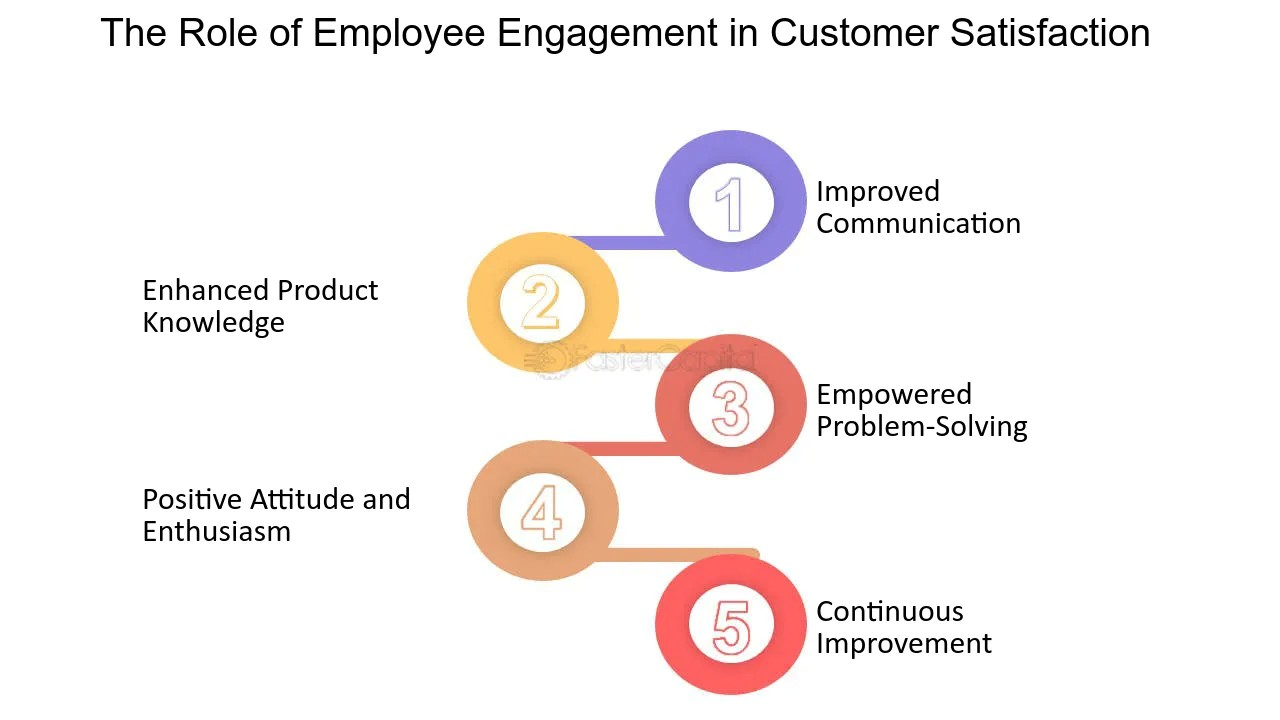 The Role of Employee Engagement in Customer Satisfaction
1
Improved
Communication
2
Enhanced Product
Knowledge
FasterCapital
3
Empowered
Problem-Solving
4
Positive Attitude and
Enthusiasm
5
Continuous
Improvement